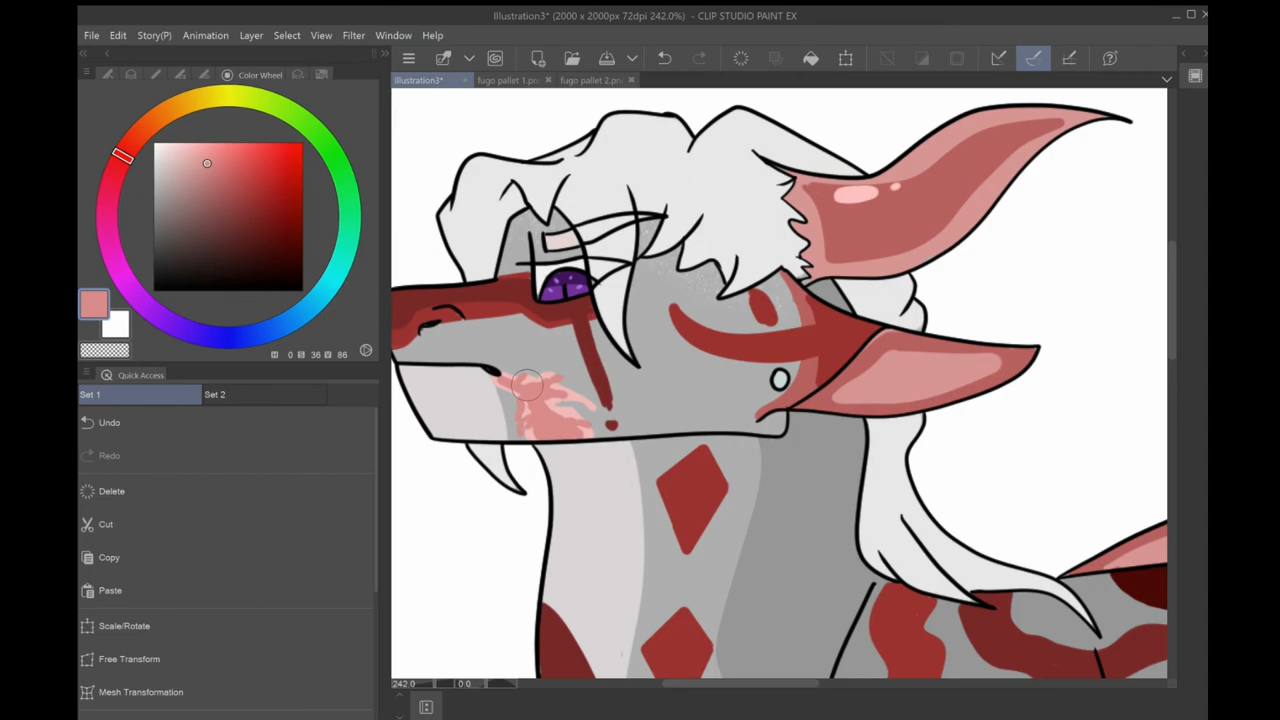 Illustration3* (2000 x 2000px 72dpi 242.0%) - CLIP STUDIO PAINT EX
File Edit Story(P) Animation Layer Select View Filter Window Help
Color Wheel
Illustration3* fugo pallet 1.pn fugo pallet 2.pn
H 0 S 36 V 86
Quick Access
Set 1 Set 2
Undo
Redo
Delete
Cut
Copy
Paste
Scale/Rotate
Free Transform
Mesh Transformation
242.0 0 0